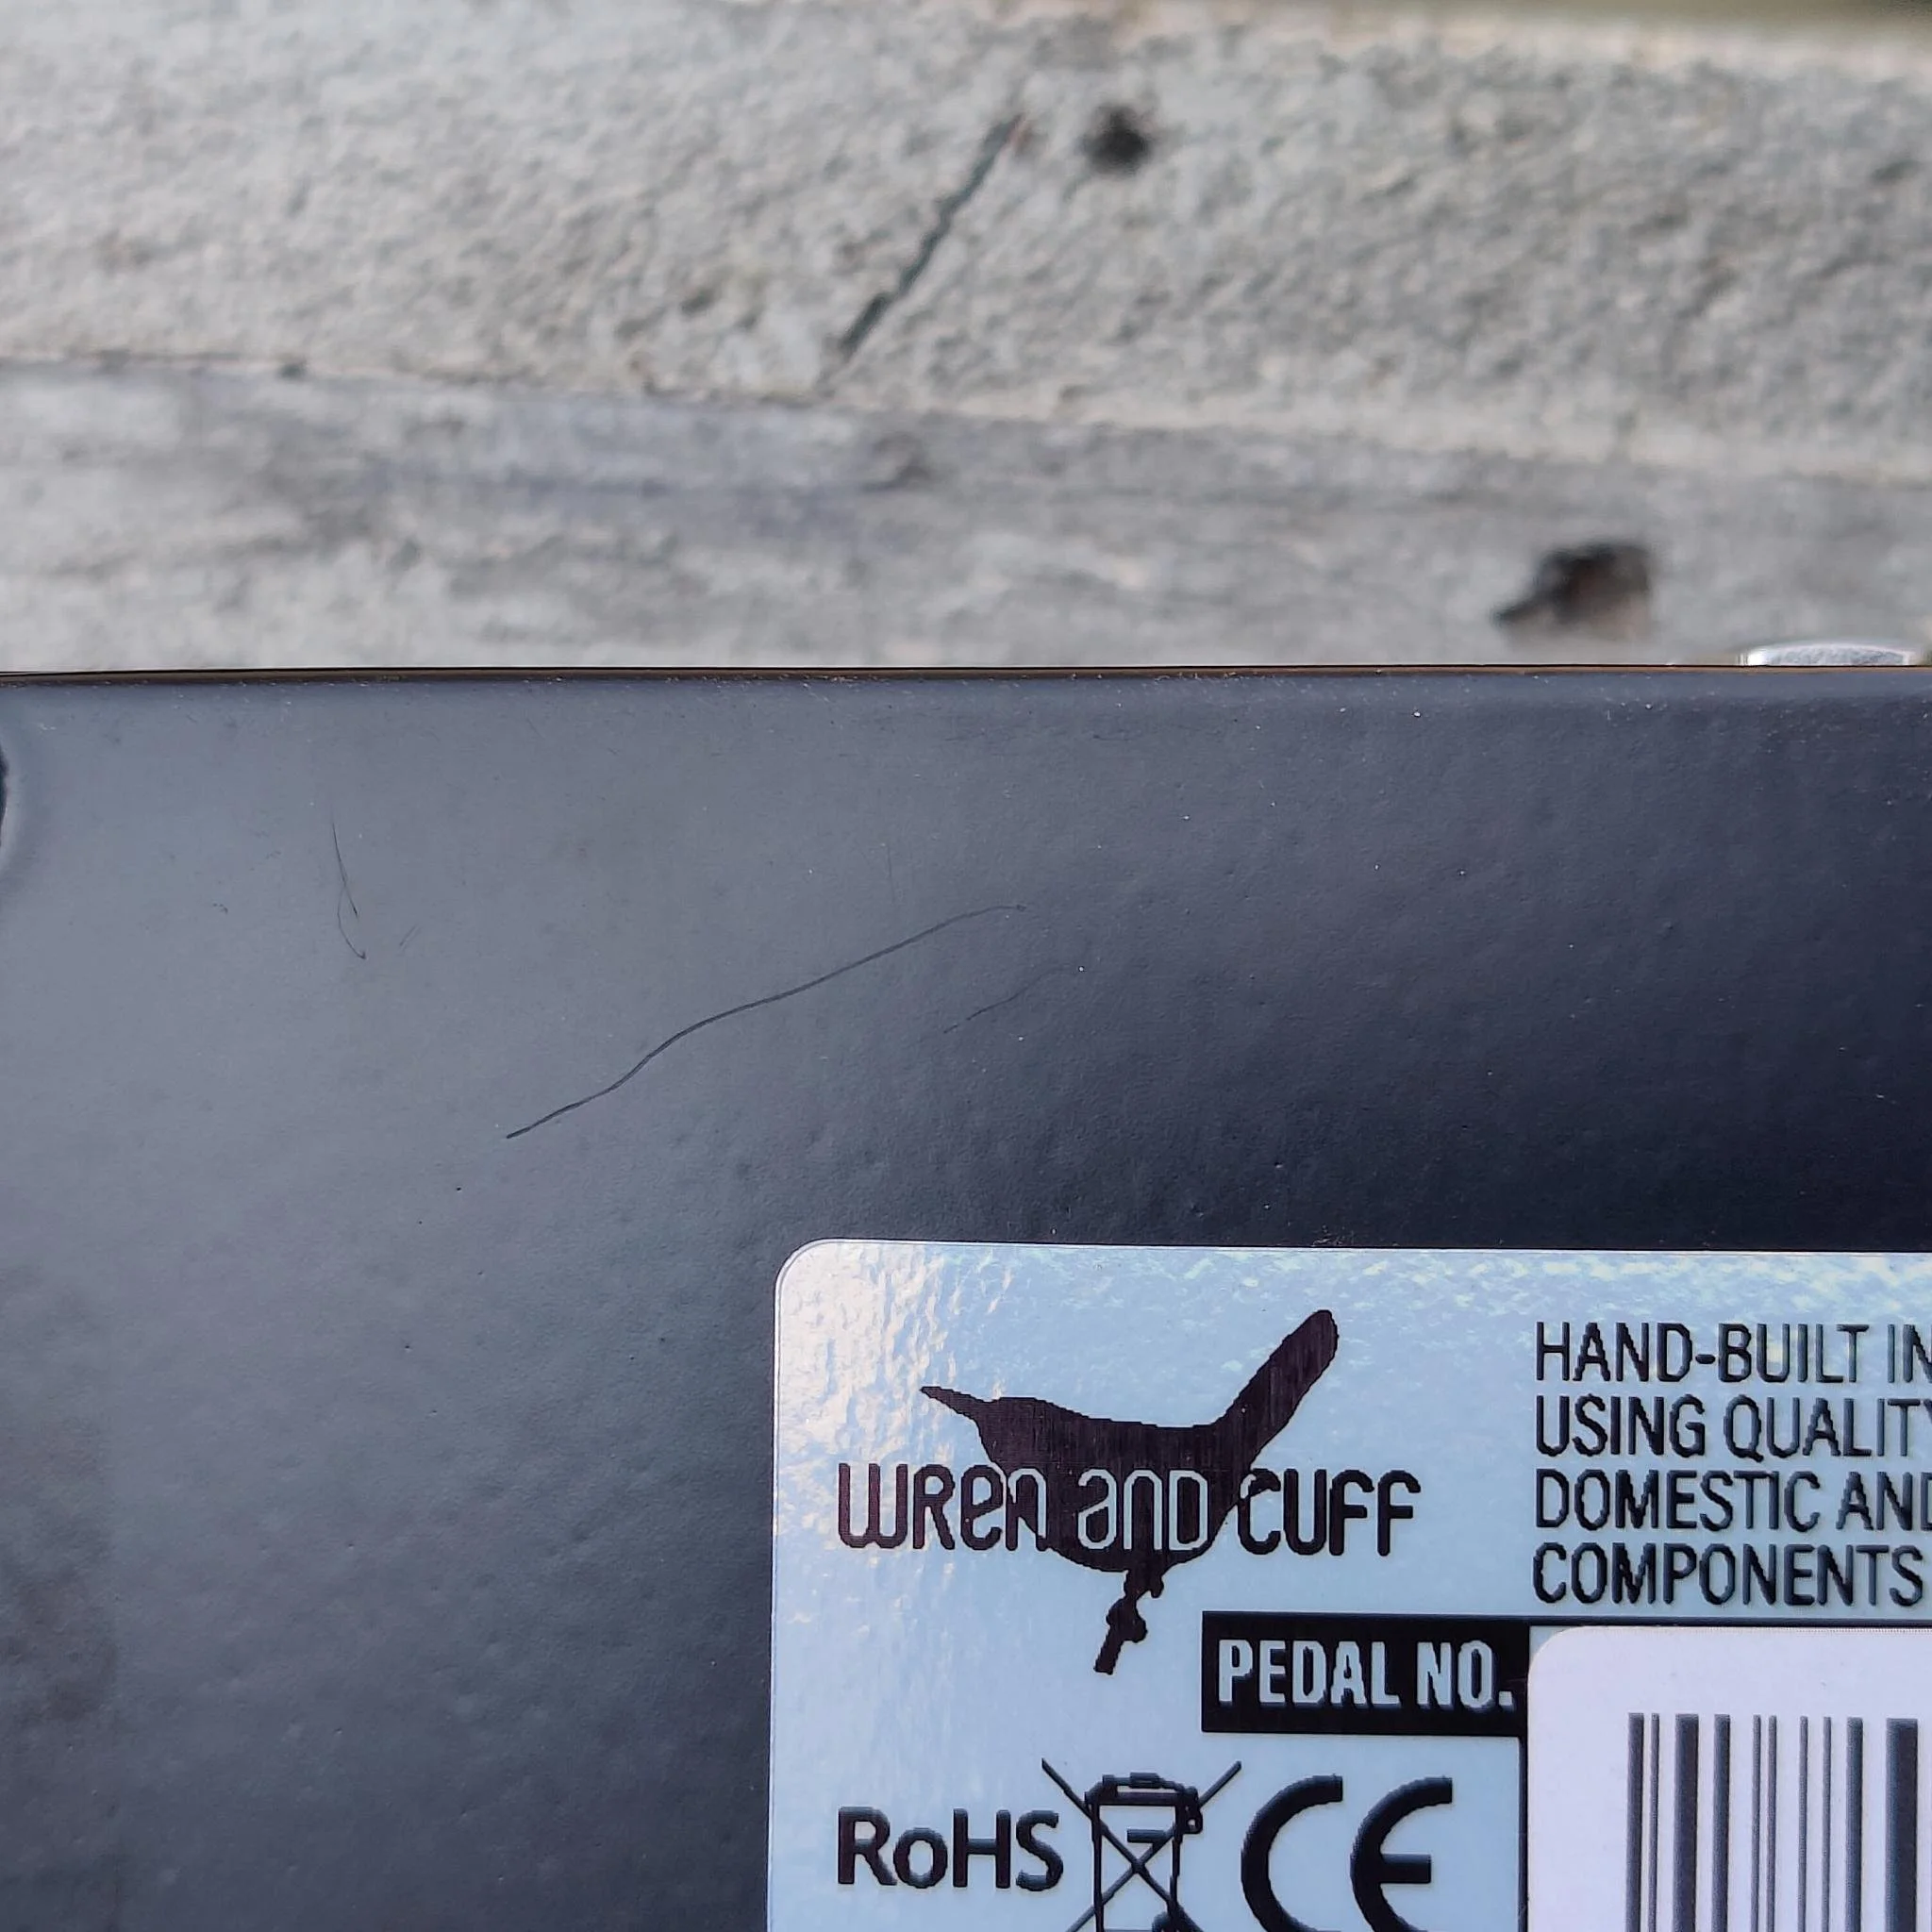 wren and cuff
HAND-BUILT IN
USING QUALITY
DOMESTIC AND
COMPONENTS
PEDAL NO.
RoHS
CE